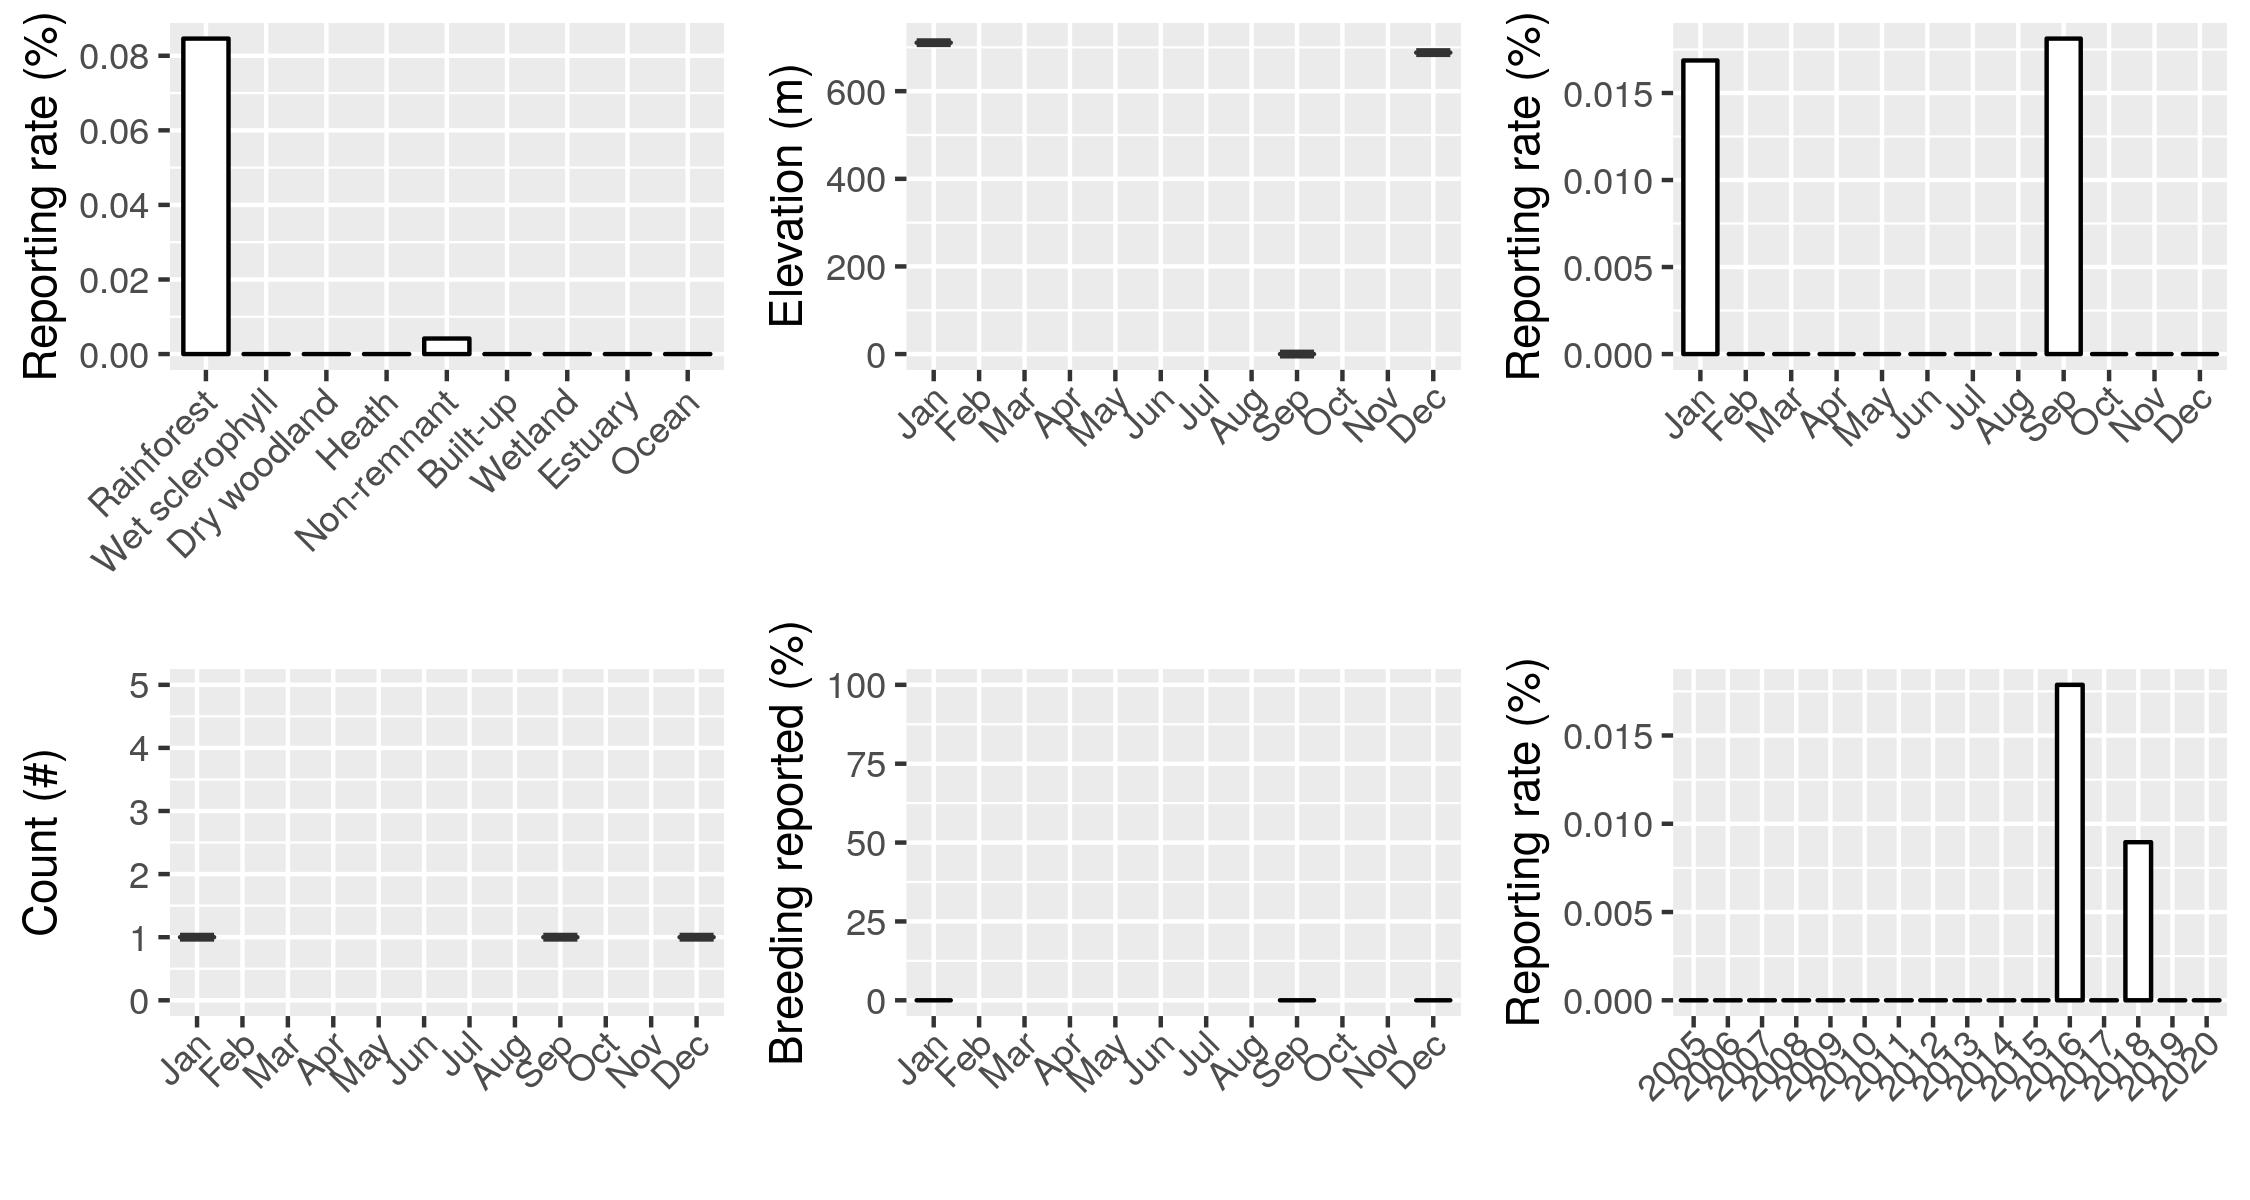 Reporting rate (%)
0.08
0.06
0.04
0.02
0.00
Rainforest
Wet sclerophyll
Dry woodland
Heath
Non-remnant
Built-up
Wetland
Estuary
Ocean
Elevation (m)
600
400
200
0
Jan
Feb
Mar
Apr
May
Jun
Jul
Aug
Sep
Oct
Nov
Dec
Reporting rate (%)
0.015
0.010
0.005
0.000
Jan
Feb
Mar
Apr
May
Jun
Jul
Aug
Sep
Oct
Nov
Dec
Count (#)
5
4
3
2
1
0
Jan
Feb
Mar
Apr
May
Jun
Jul
Aug
Sep
Oct
Nov
Dec
Breeding reported (%)
100
75
50
25
0
Jan
Feb
Mar
Apr
May
Jun
Jul
Aug
Sep
Oct
Nov
Dec
Reporting rate (%)
0.015
0.010
0.005
0.000
2005
2006
2007
2008
2009
2010
2011
2012
2013
2014
2015
2016
2017
2018
2019
2020